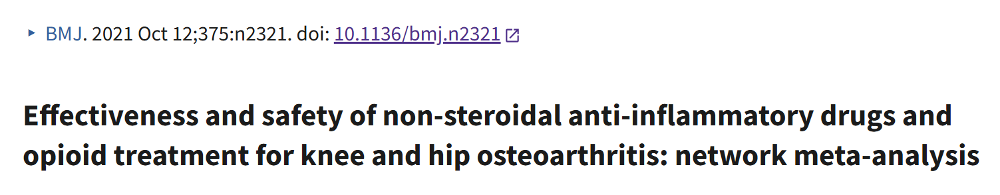 BMJ. 2021 Oct 12;375:n2321. doi: 10.1136/bmj.n2321
Effectiveness and safety of non-steroidal anti-inflammatory drugs and
opioid treatment for knee and hip osteoarthritis: network meta-analysis